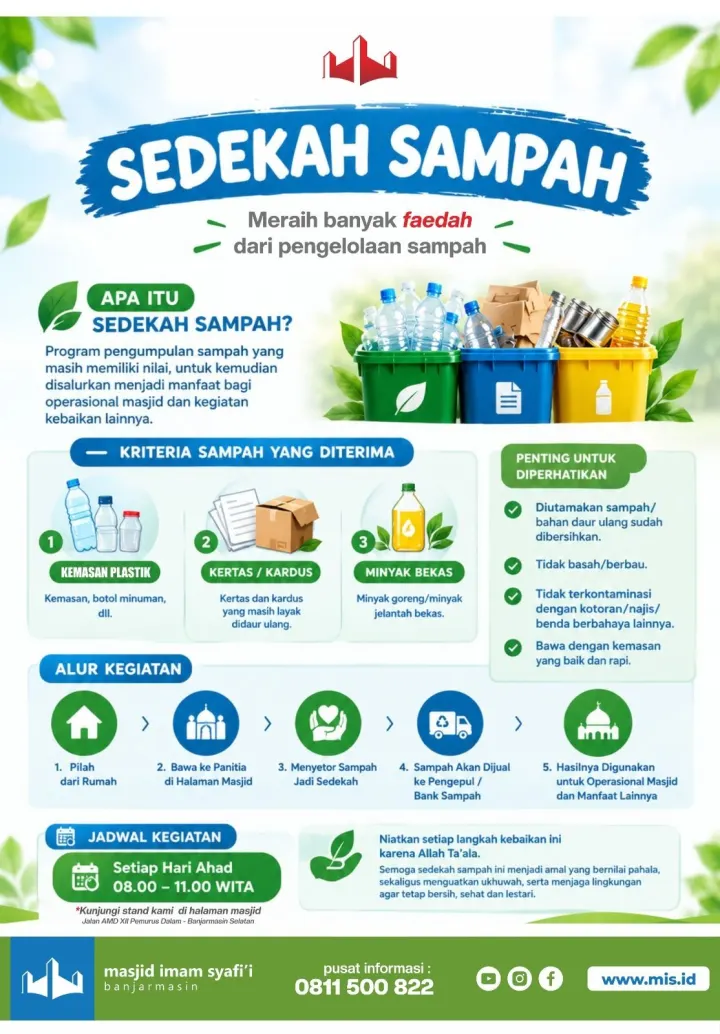 SEDEKAH SAMPAH
Meraih banyak faedah
dari pengelolaan sampah
APA ITU
SEDEKAH SAMPAH?
Program pengumpulan sampah yang
masih memiliki nilai, untuk kemudian
disalurkan menjadi manfaat bagi
operasional masjid dan kegiatan
kebaikan lainnya.
KRITERIA SAMPAH YANG DITERIMA
1
KEMASAN PLASTIK
Kemasan, botol minuman,
dll.
2
KERTAS / KARDUS
Kertas dan kardus
yang masih layak
didaur ulang.
3
MINYAK BEKAS
Minyak goreng/minyak
jelantah bekas.
PENTING UNTUK
DIPERHATIKAN
Diutamakan sampah/
bahan daur ulang sudah
dibersihkan.
Tidak basah/berbau.
Tidak terkontaminasi
dengan kotoran/najis/
benda berbahaya lainnya.
Bawa dengan kemasan
yang baik dan rapi.
ALUR KEGIATAN
1. Pilah
dari Rumah
2. Bawa ke Panitia
di Halaman Masjid
3. Menyetor Sampah
Jadi Sedekah
4. Sampah Akan Dijual
ke Pengepul /
Bank Sampah
5. Hasilnya Digunakan
untuk Operasional Masjid
dan Manfaat Lainnya
JADWAL KEGIATAN
Setiap Hari Ahad
08.00 – 11.00 WITA
*Kunjungi stand kami di halaman masjid
Jalan AMD XII Pemurus Dalam - Banjarmasin Selatan
Niatkan setiap langkah kebaikan ini
karena Allah Ta'ala.
Semoga sedekah sampah ini menjadi amal yang bernilai pahala,
sekaligus menguatkan ukhuwah, serta menjaga lingkungan
agar tetap bersih, sehat dan lestari.
masjid imam syafi'i
banjarmasin
pusat informasi :
0811 500 822
www.mis.id